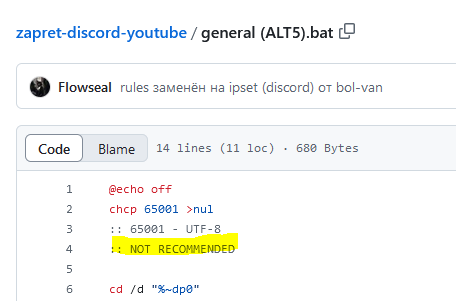 zapret-discord-youtube / general (ALT5).bat
Flowseal rules заменён на ipset (discord) от bol-van
Code Blame 14 lines (11 loc) · 680 Bytes
1 @echo off
2 chcp 65001 >nul
3 :: 65001 - UTF-8
4 :: NOT RECOMMENDED
5
6 cd /d "%~dp0"